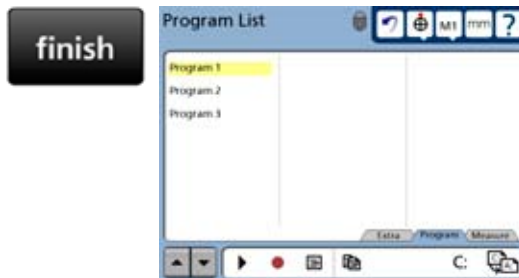 finish
Program List
M1 mm ?
Program 1
Program 2
Program 3
Extra Program Measure
C: